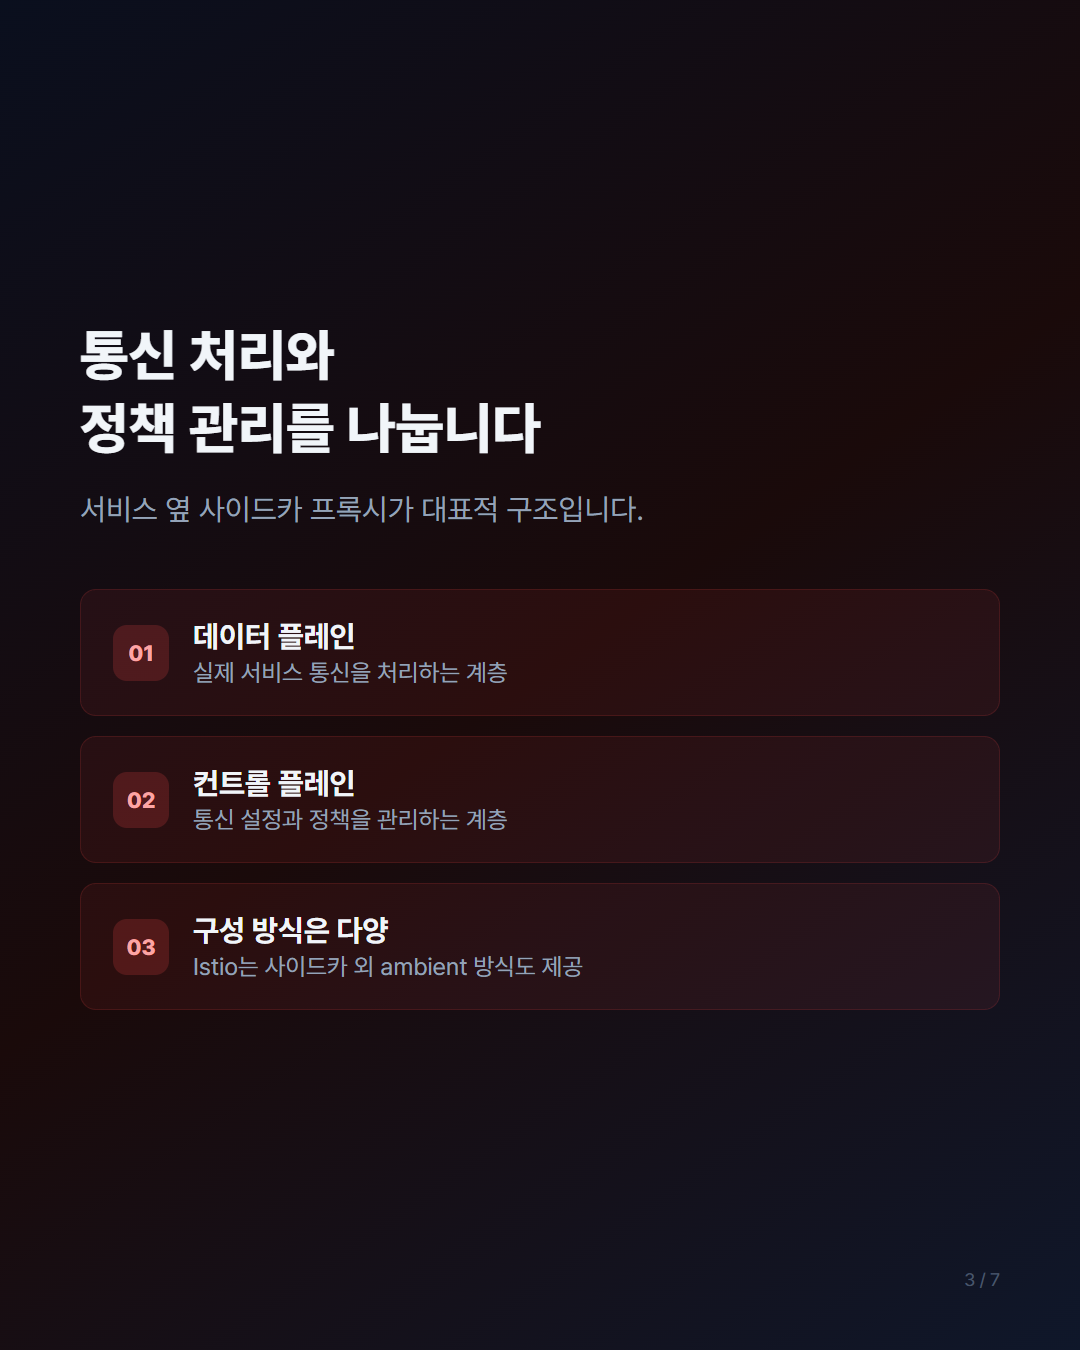 통신 처리와
정책 관리를 나눕니다
서비스 옆 사이드카 프록시가 대표적 구조입니다.
01
데이터 플레인
실제 서비스 통신을 처리하는 계층
02
컨트롤 플레인
통신 설정과 정책을 관리하는 계층
03
구성 방식은 다양
Istio는 사이드카 외 ambient 방식도 제공
3 / 7